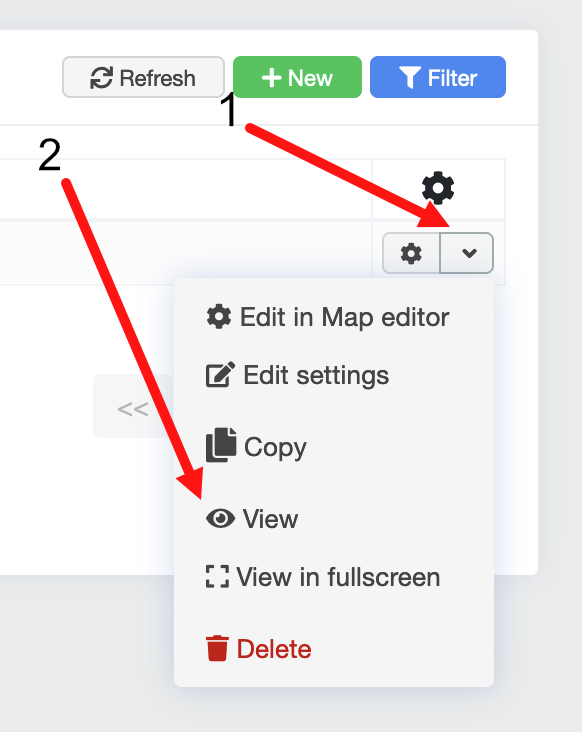 Refresh
New
Filter
1
2
Edit in Map editor
Edit settings
<<
Copy
View
View in fullscreen
Delete